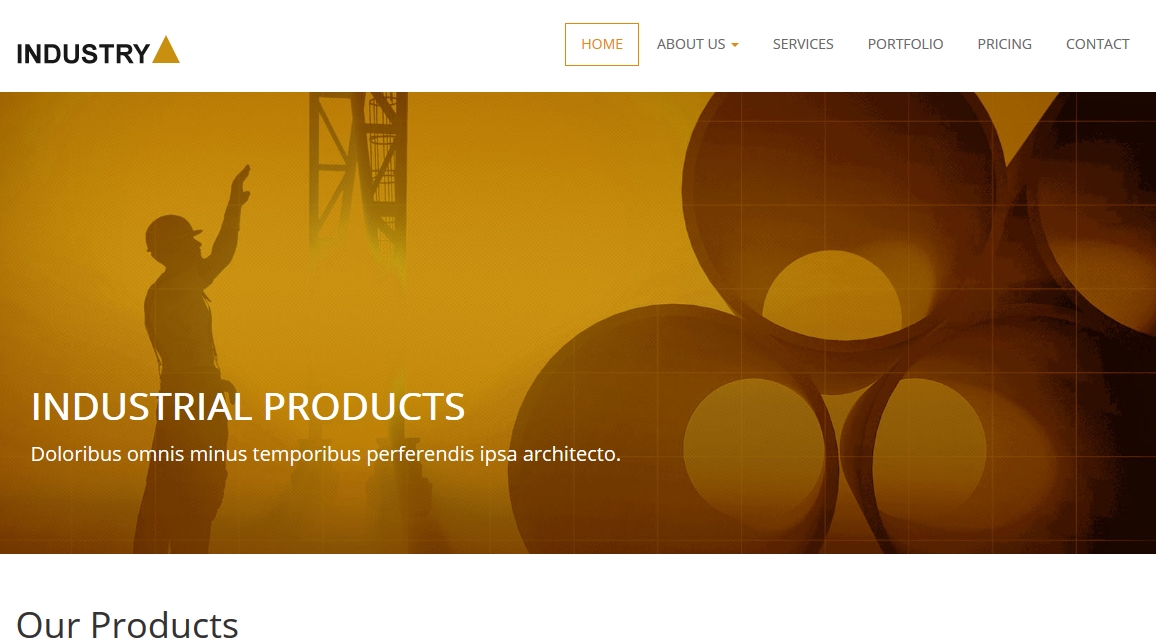 INDUSTRY
HOME ABOUT US SERVICES PORTFOLIO PRICING CONTACT
INDUSTRIAL PRODUCTS
Doloribus omnis minus temporibus perferendis ipsa architecto.
Our Products